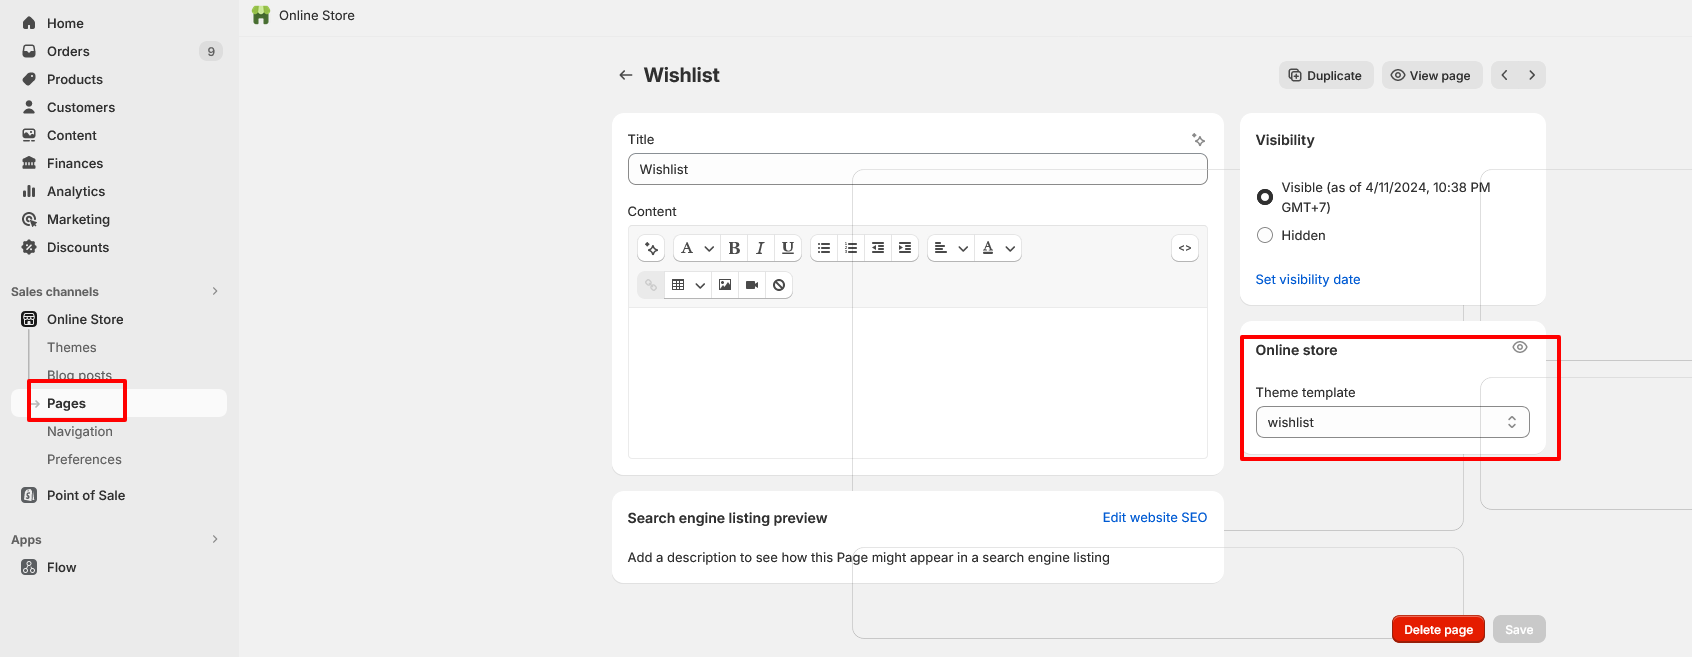 Home
Orders
9
Products
Customers
Content
Finances
Analytics
Marketing
Discounts
Sales channels
Online Store
Themes
Blog posts
Pages
Navigation
Preferences
Point of Sale
Apps
Flow
Online Store
Wishlist
Duplicate
View page
Title
Wishlist
Content
A
B
I
U
A
<>
Search engine listing preview
Edit website SEO
Add a description to see how this Page might appear in a search engine listing
Visibility
Visible (as of 4/11/2024, 10:38 PM
GMT+7)
Hidden
Set visibility date
Online store
Theme template
wishlist
Delete page
Save